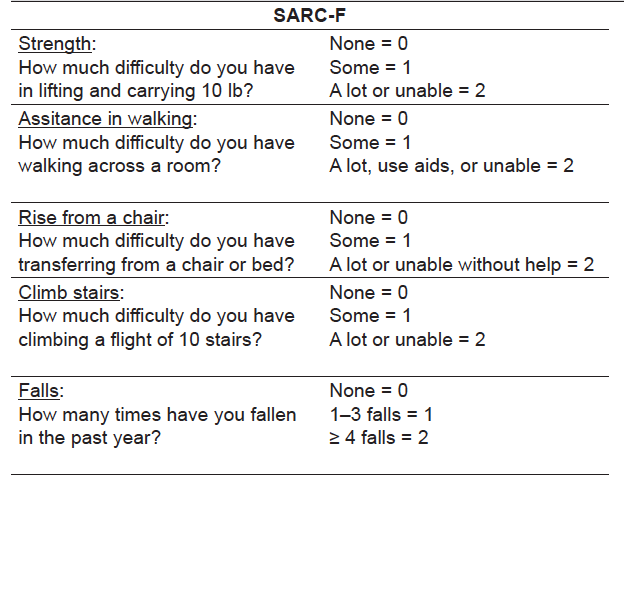 SARC-F
Strength:
None = 0
How much difficulty do you have
Some = 1
in lifting and carrying 10 lb?
A lot or unable = 2
Assitance in walking:
None = 0
How much difficulty do you have
Some = 1
walking across a room?
A lot, use aids, or unable = 2
Rise from a chair:
None = 0
How much difficulty do you have
Some = 1
transferring from a chair or bed?
A lot or unable without help = 2
Climb stairs:
None = 0
How much difficulty do you have
Some = 1
climbing a flight of 10 stairs?
A lot or unable = 2
Falls:
None = 0
How many times have you fallen
1–3 falls = 1
in the past year?
≥ 4 falls = 2